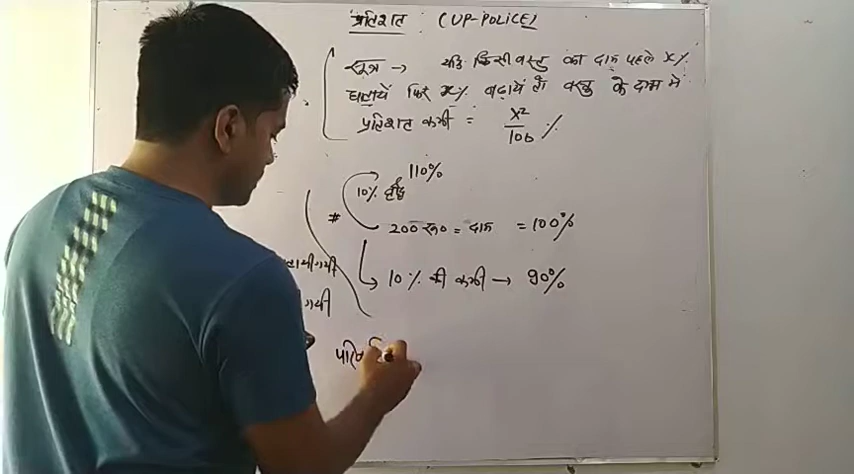 प्रतिशत (UP-POLICE)
सूत्र → यदि किसी वस्तु का दाम पहले x%
घटायें फिर x% बढ़ायें तो वस्तु के दाम में
प्रतिशत कमी = x²/100 %
110%
10% वृद्धि
# 200 रू० = दाम = 100%
10% की कमी → 90%
गयी